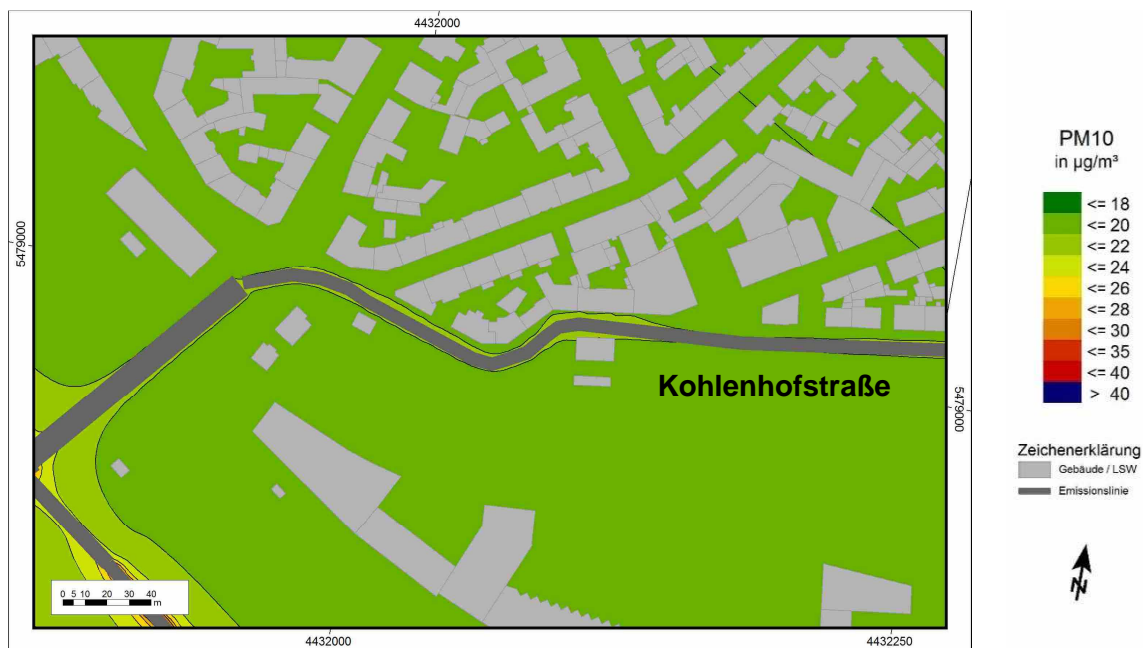 4432000
5479000
Kohlenhofstraße
5479000
0 5 10 20 30 40
m
4432000
4432250
PM10
in µg/m³
<= 18
<= 20
<= 22
<= 24
<= 26
<= 28
<= 30
<= 35
<= 40
> 40
Zeichenerklärung
Gebäude / LSW
Emissionslinie
N